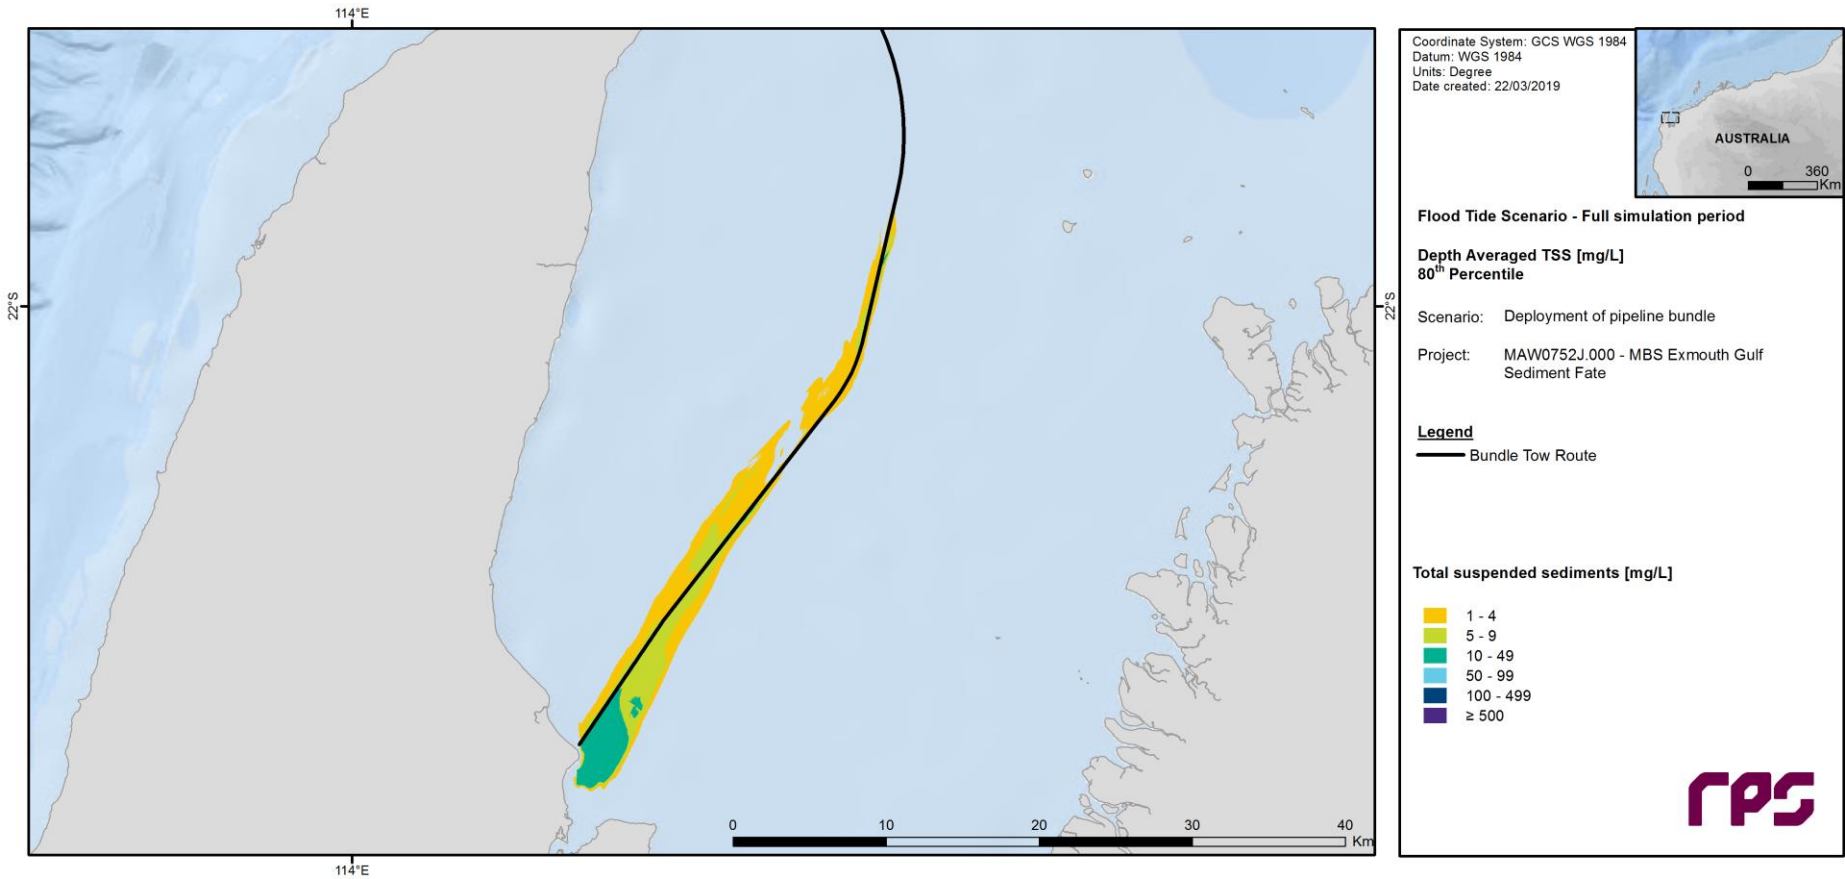 114°E
22°S
22°S
0 10 20 30 40
Km
114°E
Coordinate System: GCS WGS 1984
Datum: WGS 1984
Units: Degree
Date created: 22/03/2019
AUSTRALIA
0 360
Km
Flood Tide Scenario - Full simulation period
Depth Averaged TSS [mg/L]
80th Percentile
Scenario: Deployment of pipeline bundle
Project: MAW0752J.000 - MBS Exmouth Gulf
Sediment Fate
Legend
Bundle Tow Route
Total suspended sediments [mg/L]
1 - 4
5 - 9
10 - 49
50 - 99
100 - 499
≥ 500
rps